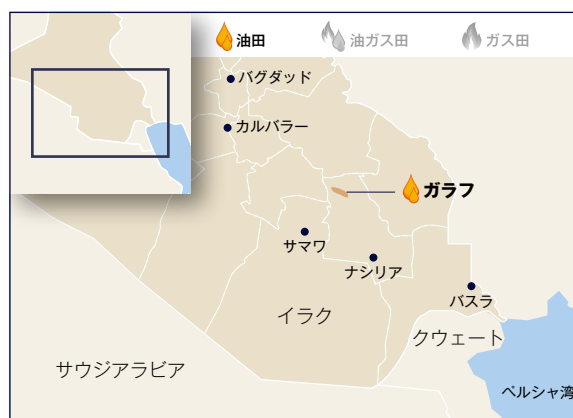 油田
油ガス田
ガス田
バグダッド
カルバラー
ガラフ
サマワ
ナシリア
バスラ
イラク
クウェート
サウジアラビア
ペルシャ湾